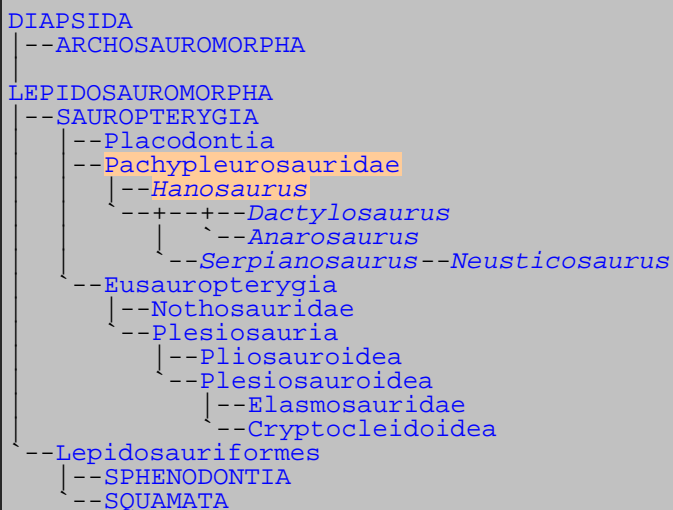 DIAPSIDA
|--ARCHOSAUROMORPHA
|
LEPIDOSAUROMORPHA
|--SAUROPTERYGIA
|  |--Placodontia
|  |--Pachypleurosauridae
|  |  |--Hanosaurus
|  |  `--+--+--Dactylosaurus
|  |     |  `--Anarosaurus
|  |     `--Serpianosaurus--Neusticosaurus
|  `--Eusauropterygia
|     |--Nothosauridae
|     `--Plesiosauria
|        |--Pliosauroidea
|        `--Plesiosauroidea
|           |--Elasmosauridae
|           `--Cryptocleidoidea
`--Lepidosauriformes
   |--SPHENODONTIA
   `--SQUAMATA